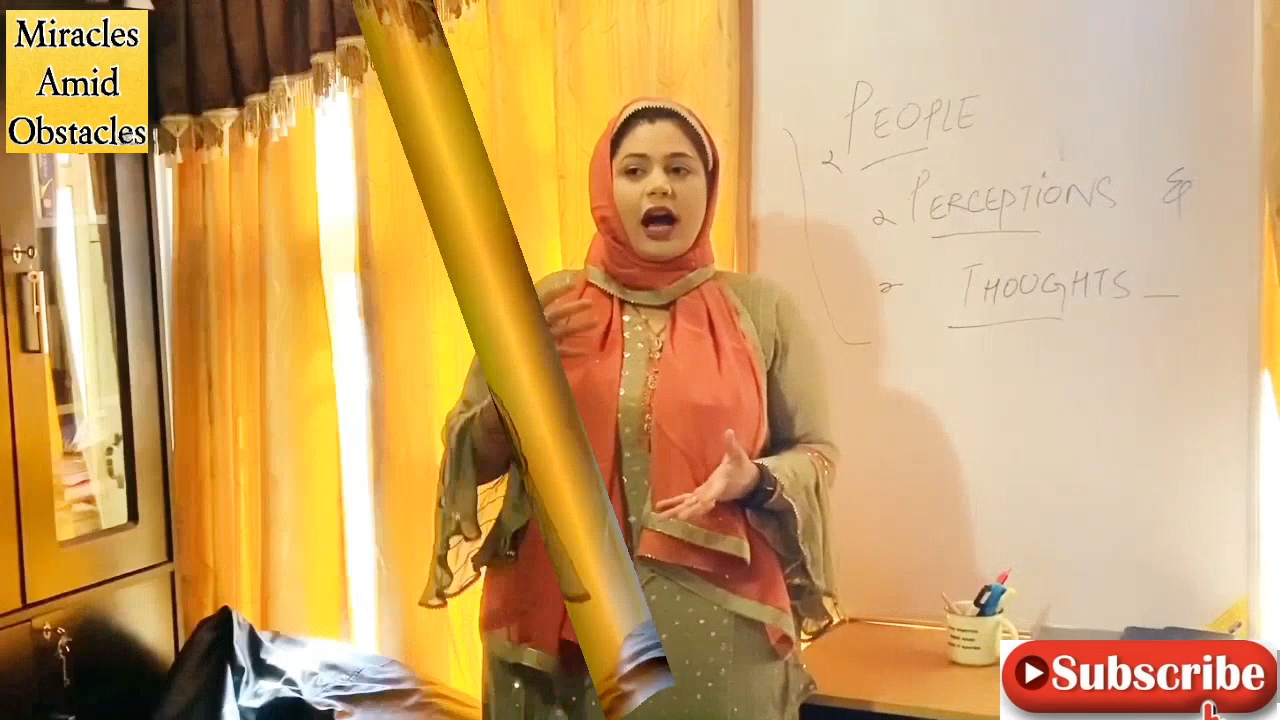 Miracles
Amid
Obstacles
PEOPLE
PERCEPTIONS &
THOUGHTS
Subscribe